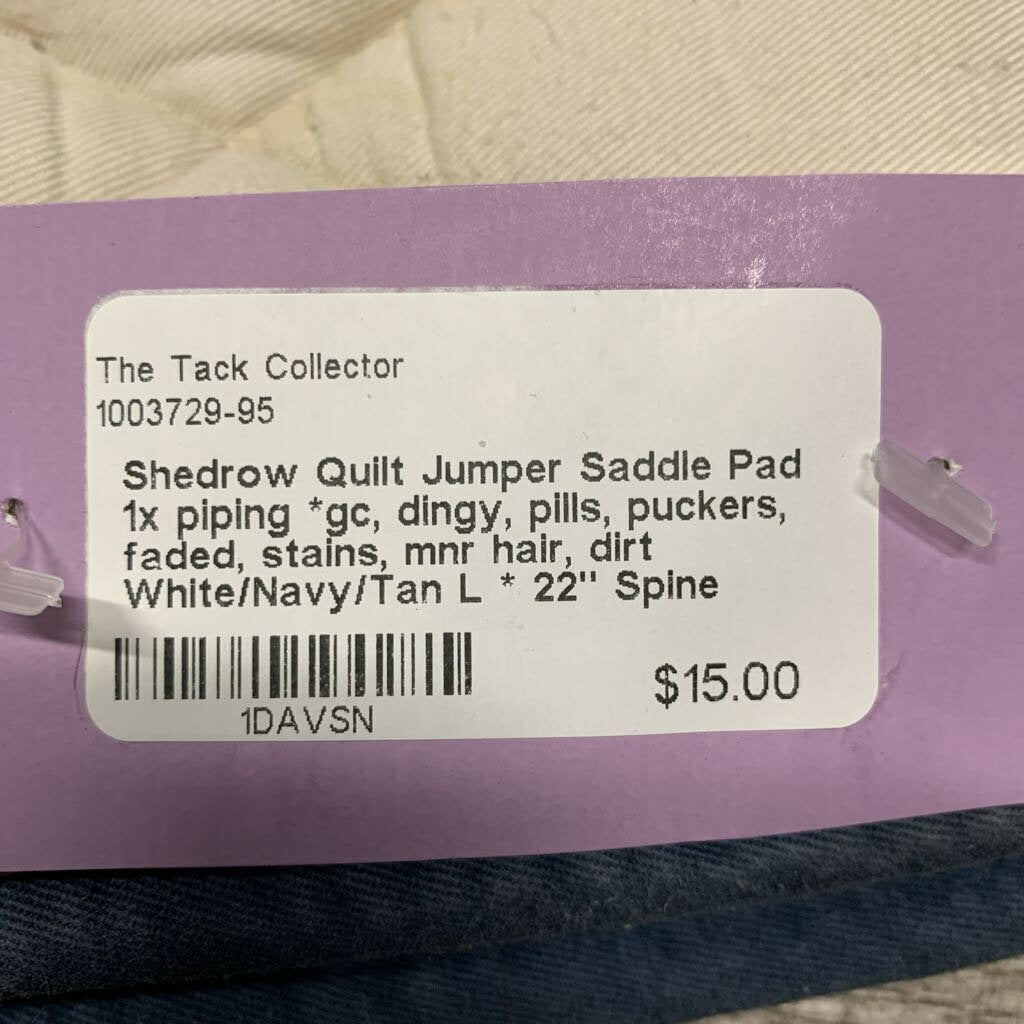 The Tack Collector
1003729-95
Shedrow Quilt Jumper Saddle Pad
1x piping *gc, dingy, pills, puckers,
faded, stains, mnr hair, dirt
White/Navy/Tan L * 22" Spine
$15.00
1DAVSN